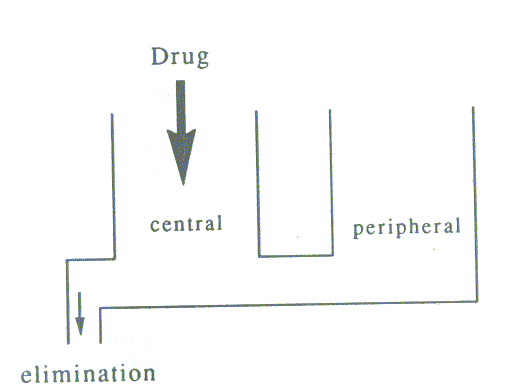 Drug
central
peripheral
elimination